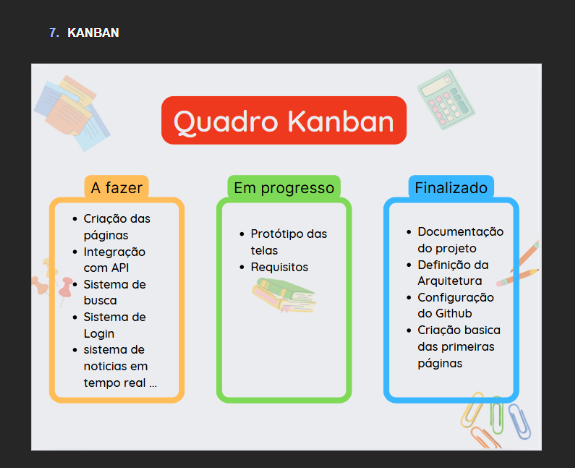 7. KANBAN
Quadro Kanban
A fazer
Criação das
páginas
Integração
com API
Sistema de
busca
Sistema de
Login
sistema de
noticias em
tempo real ...
Em progresso
Protótipo das
telas
Requisitos
Finalizado
Documentação
do projeto
Definição da
Arquitetura
Configuração
do Github
Criação basica
das primeiras
páginas